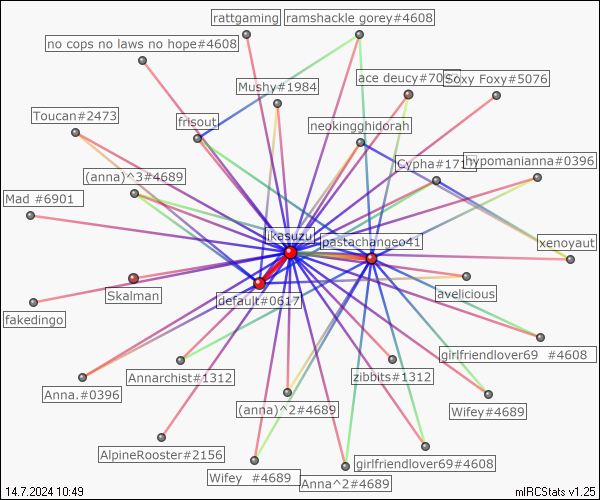 rattgaming
ramshackle gorey#4608
no cops no laws no hope#4608
ace deucy#70
Soxy Foxy#5076
Mushy#1984
Toucan#2473
frisout
neokingghidorah
Cypha#171
hypomanianna#0396
(anna)^3#4689
Mad #6901
ikasuzu
pastachangeo41
xenoyaut
Skalman
default#0617
avelicious
fakedingo
girlfriendlover69 #4608
Annarchist#1312
zibbits#1312
Anna.#0396
(anna)^2#4689
Wifey#4689
AlpineRooster#2156
girlfriendlover69#4608
Wifey #4689
Anna^2#4689
14.7.2024 10:49
mIRCStats v1.25